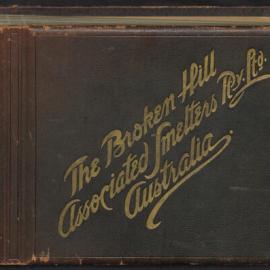 The Broken Hill
Associated Smelters Pty. Ltd.
Australia.